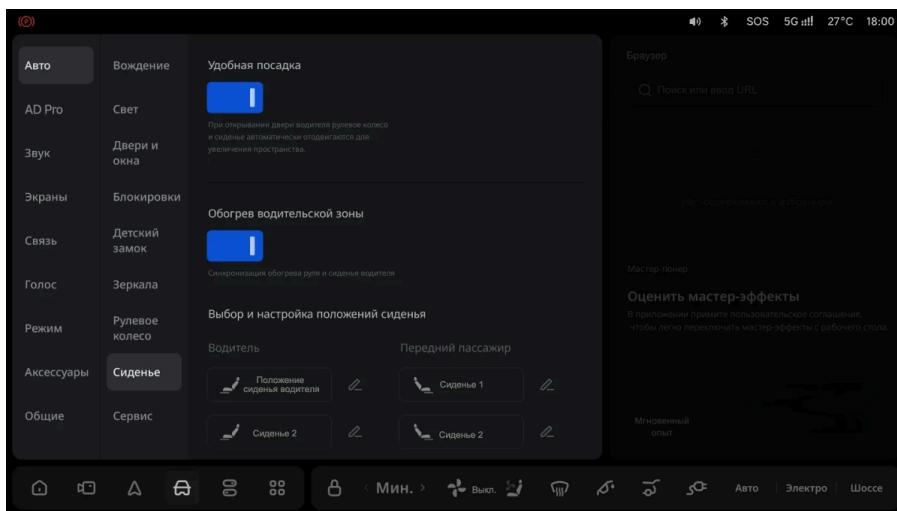 (P)
SOS 5G 27°C 18:00
Авто
AD Pro
Звук
Экраны
Связь
Голос
Режим
Аксессуары
Общие
Вождение
Свет
Двери и
окна
Блокировки
Детский
замок
Зеркала
Рулевое
колесо
Сиденье
Сервис
Удобная посадка
При открывании двери водителя рулевое колесо
и сиденье автоматически отодвигаются для
увеличения пространства.
Обогрев водительской зоны
Синхронизация обогрева руля и сиденья водителя
Выбор и настройка положений сиденья
Водитель
Передний пассажир
Положение
сиденья водителя
Сиденье 1
Сиденье 2
Сиденье 2
Браузер
Поиск или ввод URL
Оценить мастер-эффекты
В приложении примите пользовательское соглашение,
чтобы легко переключить мастер-эффекты с рабочего стола.
Мгновенный
опыт
Мин.
Выкл.
Авто
Электро
Шоссе